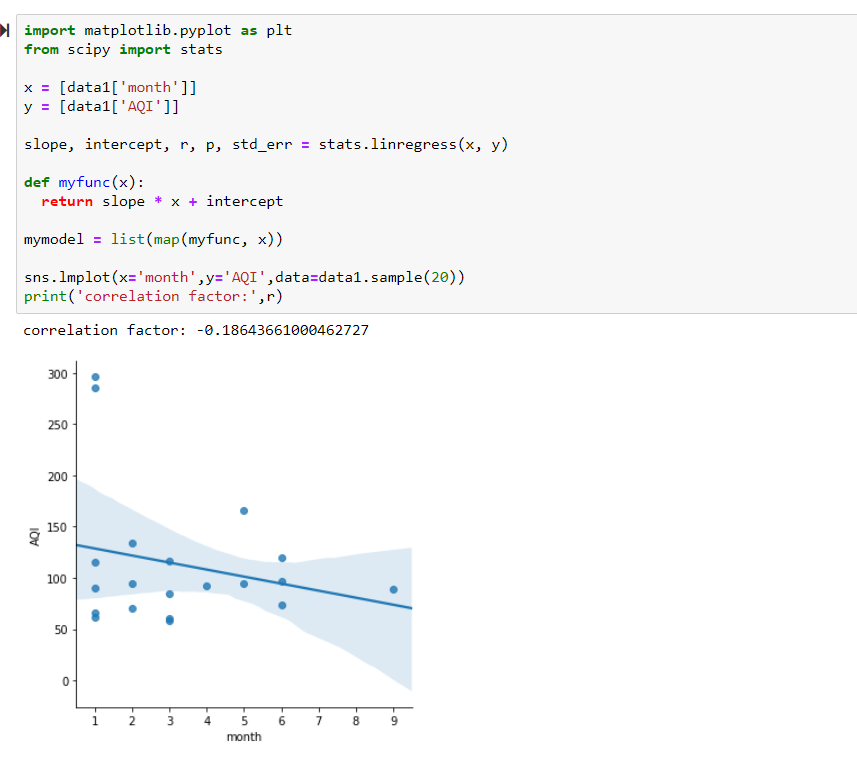 import matplotlib.pyplot as plt
from scipy import stats
x = [data1['month']]
y = [data1['AQI']]
slope, intercept, r, p, std_err = stats.linregress(x, y)
def myfunc(x):
  return slope * x + intercept
mymodel = list(map(myfunc, x))
sns.lmplot(x='month',y='AQI',data=data1.sample(20))
print('correlation factor:',r)
correlation factor: -0.18643661000462727
300
250
200
150
100
50
0
AQI
1 2 3 4 5 6 7 8 9
month